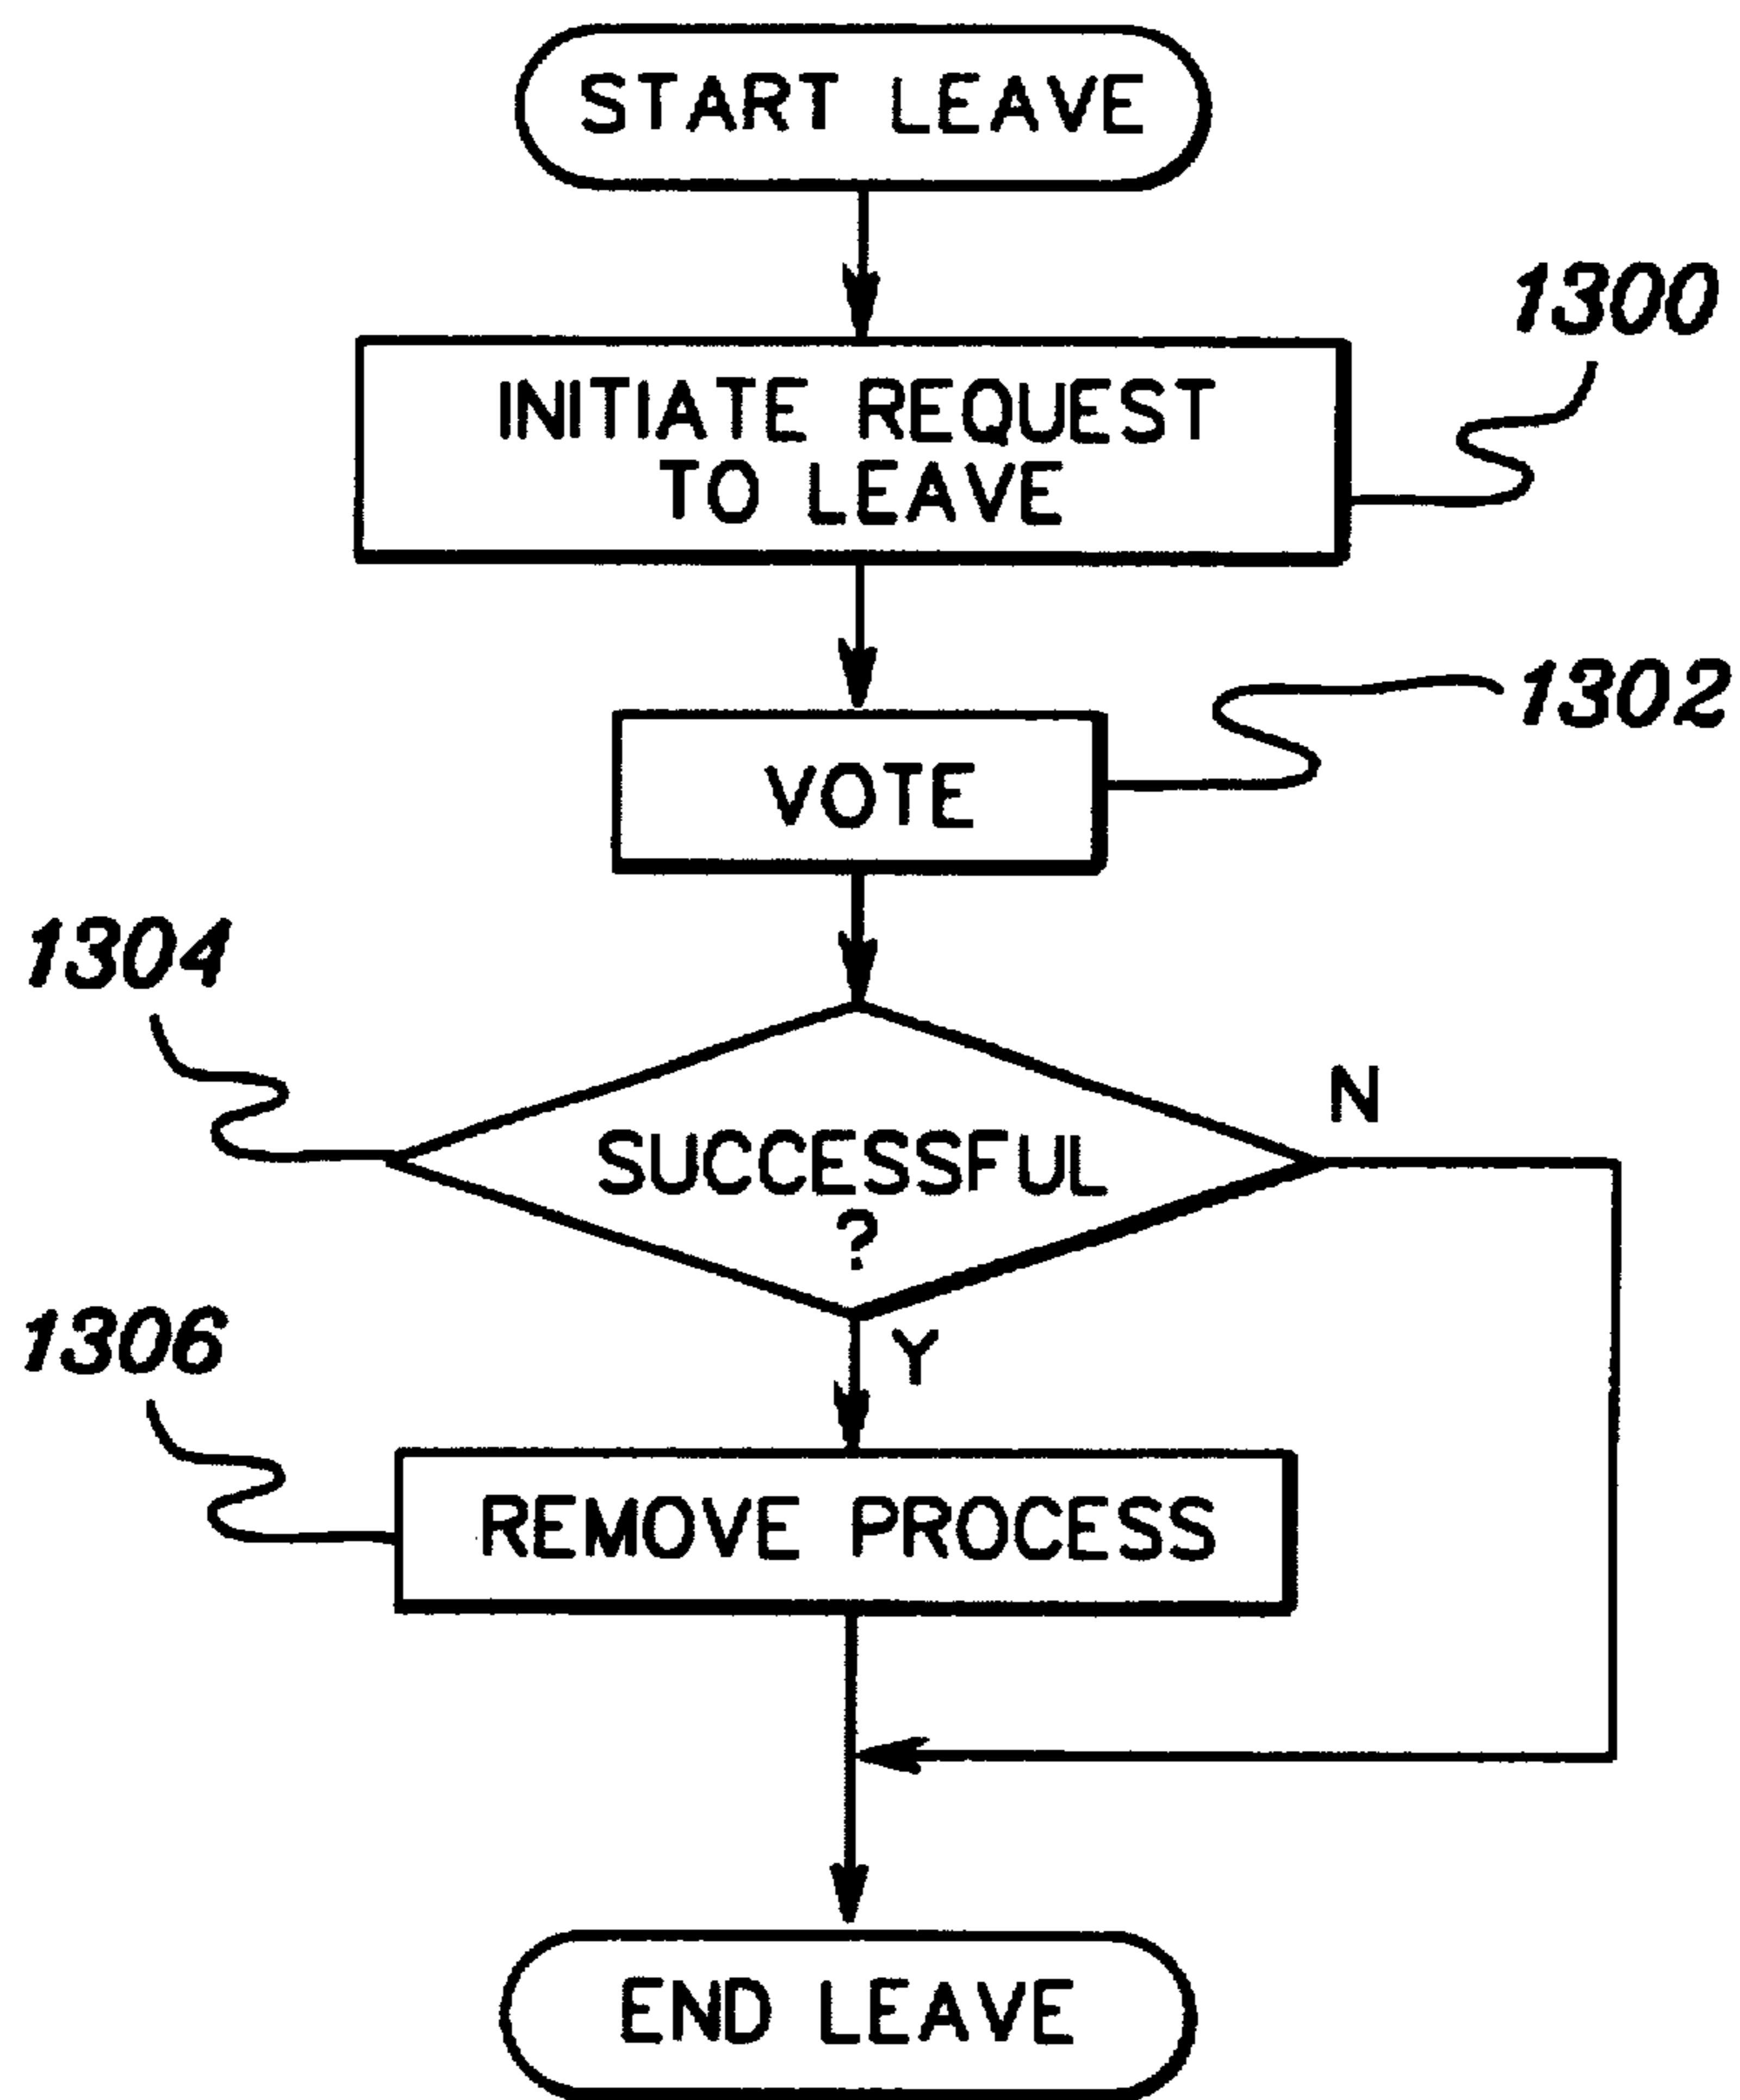 START LEAVE
1300
INITIATE REQUEST
TO LEAVE
1302
VOTE
1304
N
SUCCESSFUL
?
1306
Y
REMOVE PROCESS
END LEAVE